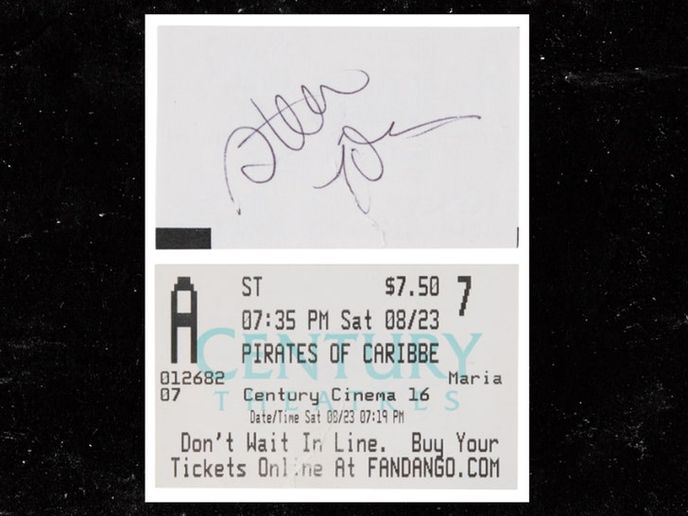 A ST $7.50 7
07:35 PM Sat 08/23
CENTURY
PIRATES OF CARIBBE
012682 Maria
07 Century Cinema 16
THEATRES
Date/Time Sat 08/23 07:19 PM
Don't Wait In Line. Buy Your
Tickets Online At FANDANGO.COM